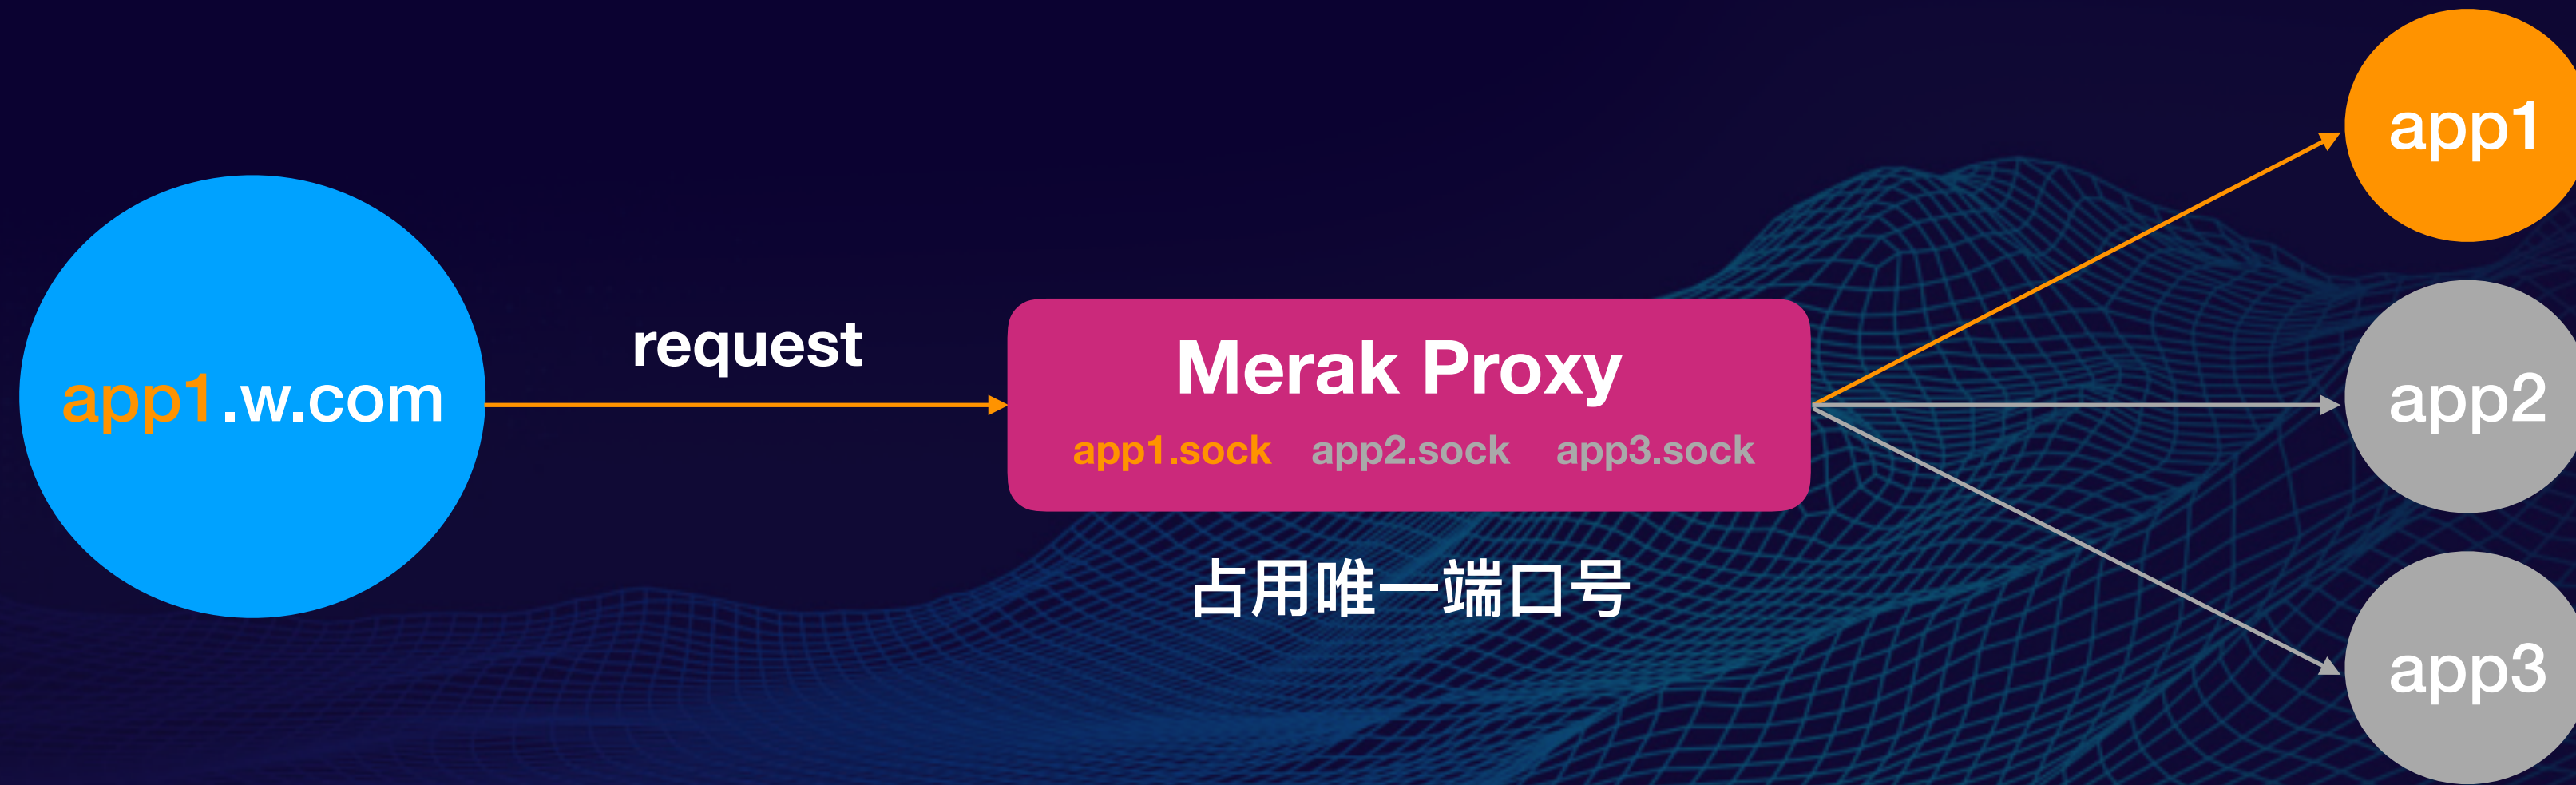 app1.w.com
request
Merak Proxy
app1.sock app2.sock app3.sock
占用唯一端口号
app1
app2
app3